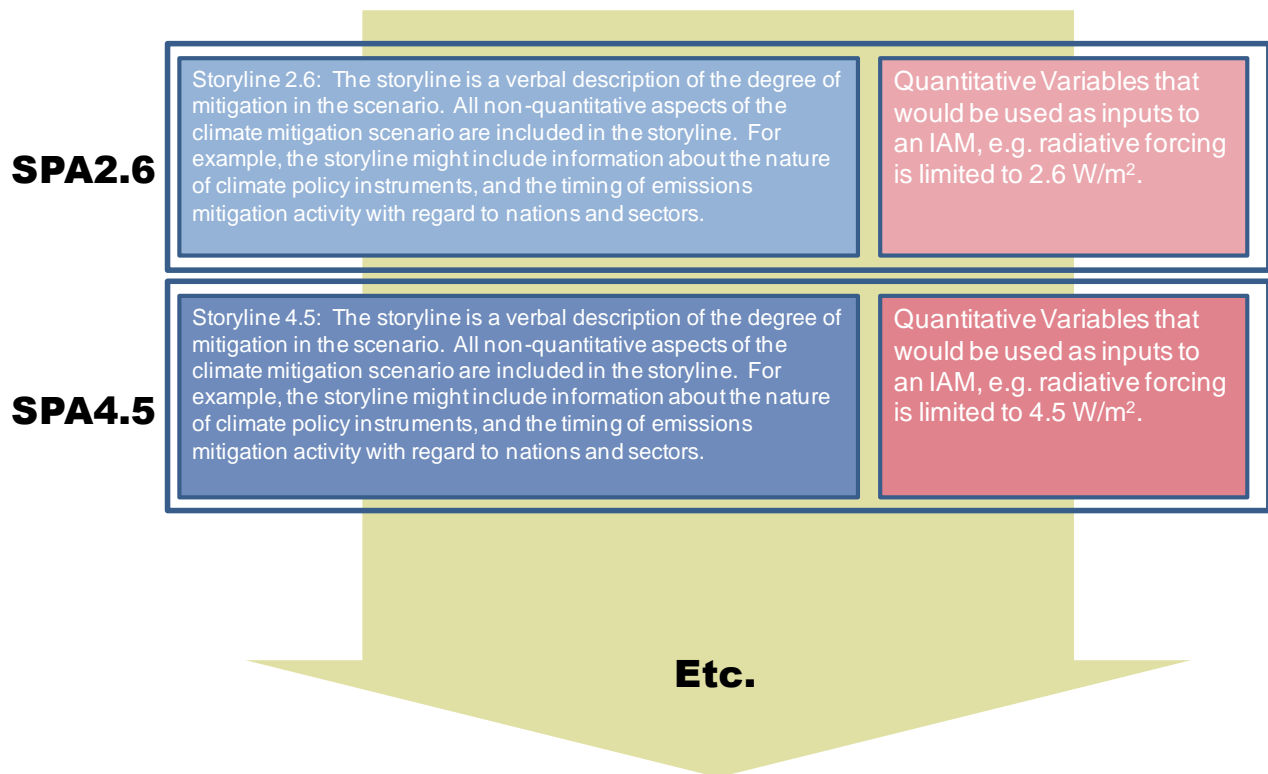 SPA2.6
Storyline 2.6:  The storyline is a verbal description of the degree of
mitigation in the scenario. All non-quantitative aspects of the
climate mitigation scenario are included in the storyline.  For
example, the storyline might include information about the nature
of climate policy instruments, and the timing of emissions
mitigation activity with regard to nations and sectors.
Quantitative Variables that
would be used as inputs to
an IAM, e.g. radiative forcing
is limited to 2.6 W/m².
SPA4.5
Storyline 4.5:  The storyline is a verbal description of the degree of
mitigation in the scenario. All non-quantitative aspects of the
climate mitigation scenario are included in the storyline.  For
example, the storyline might include information about the nature
of climate policy instruments, and the timing of emissions
mitigation activity with regard to nations and sectors.
Quantitative Variables that
would be used as inputs to
an IAM, e.g. radiative forcing
is limited to 4.5 W/m².
Etc.